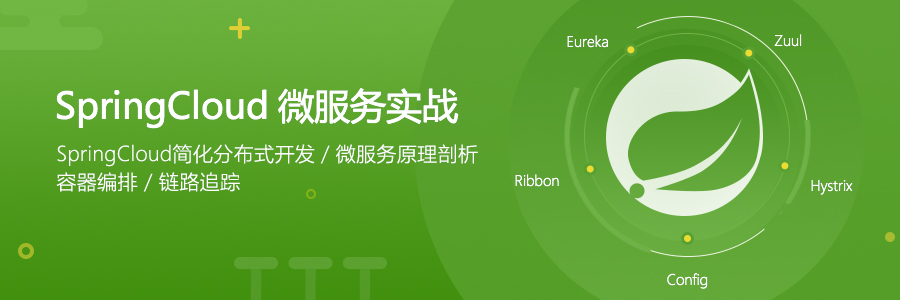 SpringCloud 微服务实战
SpringCloud简化分布式开发 / 微服务原理剖析
容器编排 / 链路追踪
Eureka
Zuul
Ribbon
Hystrix
Config